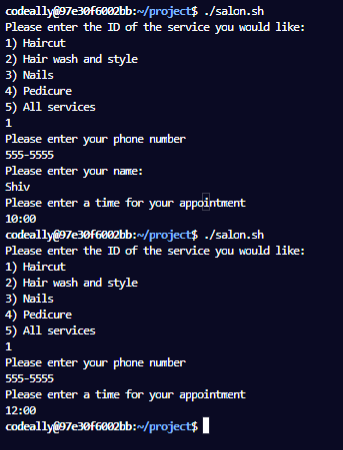 codeally@97e30f6002bb:~/project$ ./salon.sh
Please enter the ID of the service you would like:
1) Haircut
2) Hair wash and style
3) Nails
4) Pedicure
5) All services
1
Please enter your phone number
555-5555
Please enter your name:
Shiv
Please enter a time for your appointment
10:00
codeally@97e30f6002bb:~/project$ ./salon.sh
Please enter the ID of the service you would like:
1) Haircut
2) Hair wash and style
3) Nails
4) Pedicure
5) All services
1
Please enter your phone number
555-5555
Please enter a time for your appointment
12:00
codeally@97e30f6002bb:~/project$